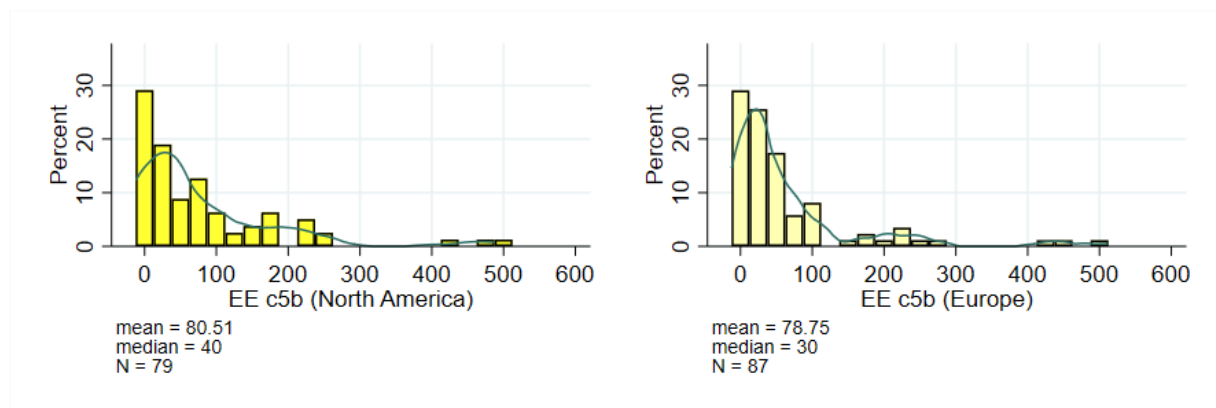 Percent
30
20
10
0
0 100 200 300 400 500 600
EE c5b (North America)
mean = 80.51
median = 40
N = 79
Percent
30
20
10
0
0 100 200 300 400 500 600
EE c5b (Europe)
mean = 78.75
median = 30
N = 87